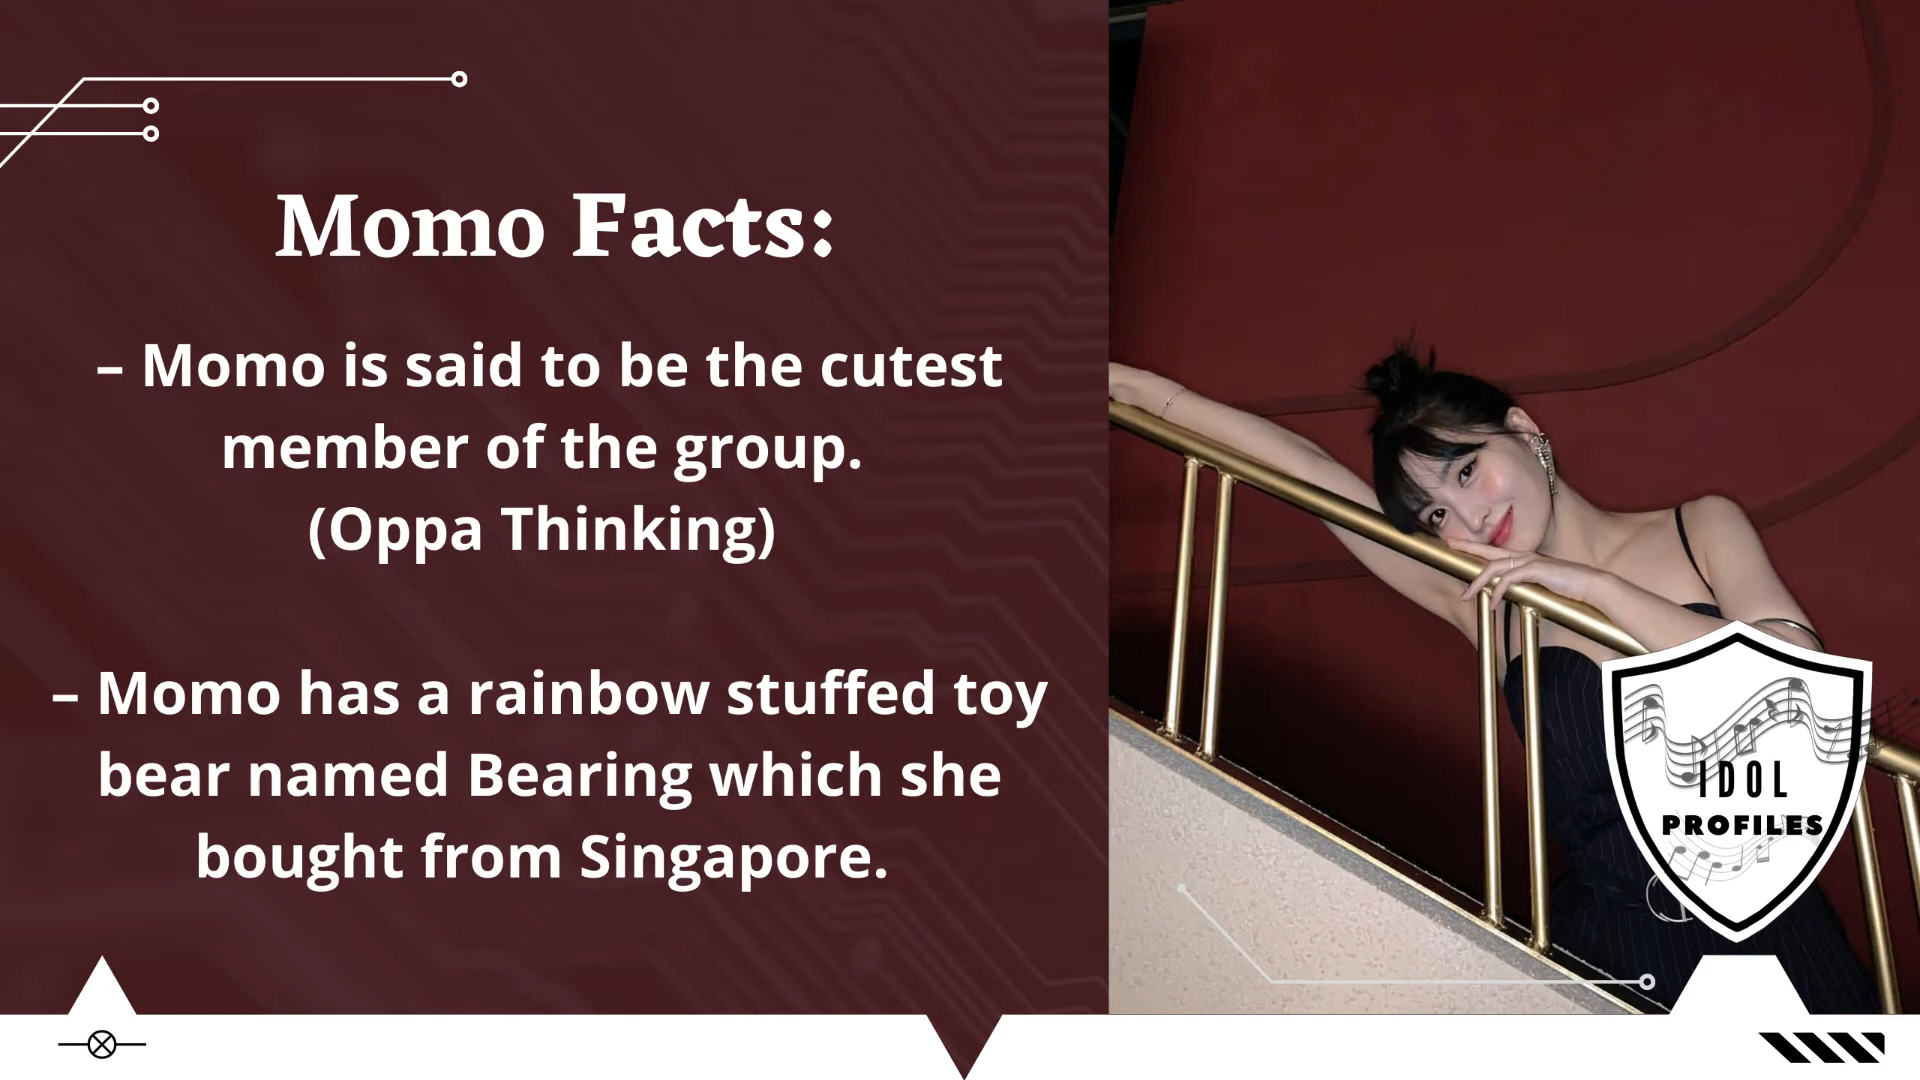 Momo Facts:
– Momo is said to be the cutest
member of the group.
(Oppa Thinking)
– Momo has a rainbow stuffed toy
bear named Bearing which she
bought from Singapore.
IDOL
PROFILES